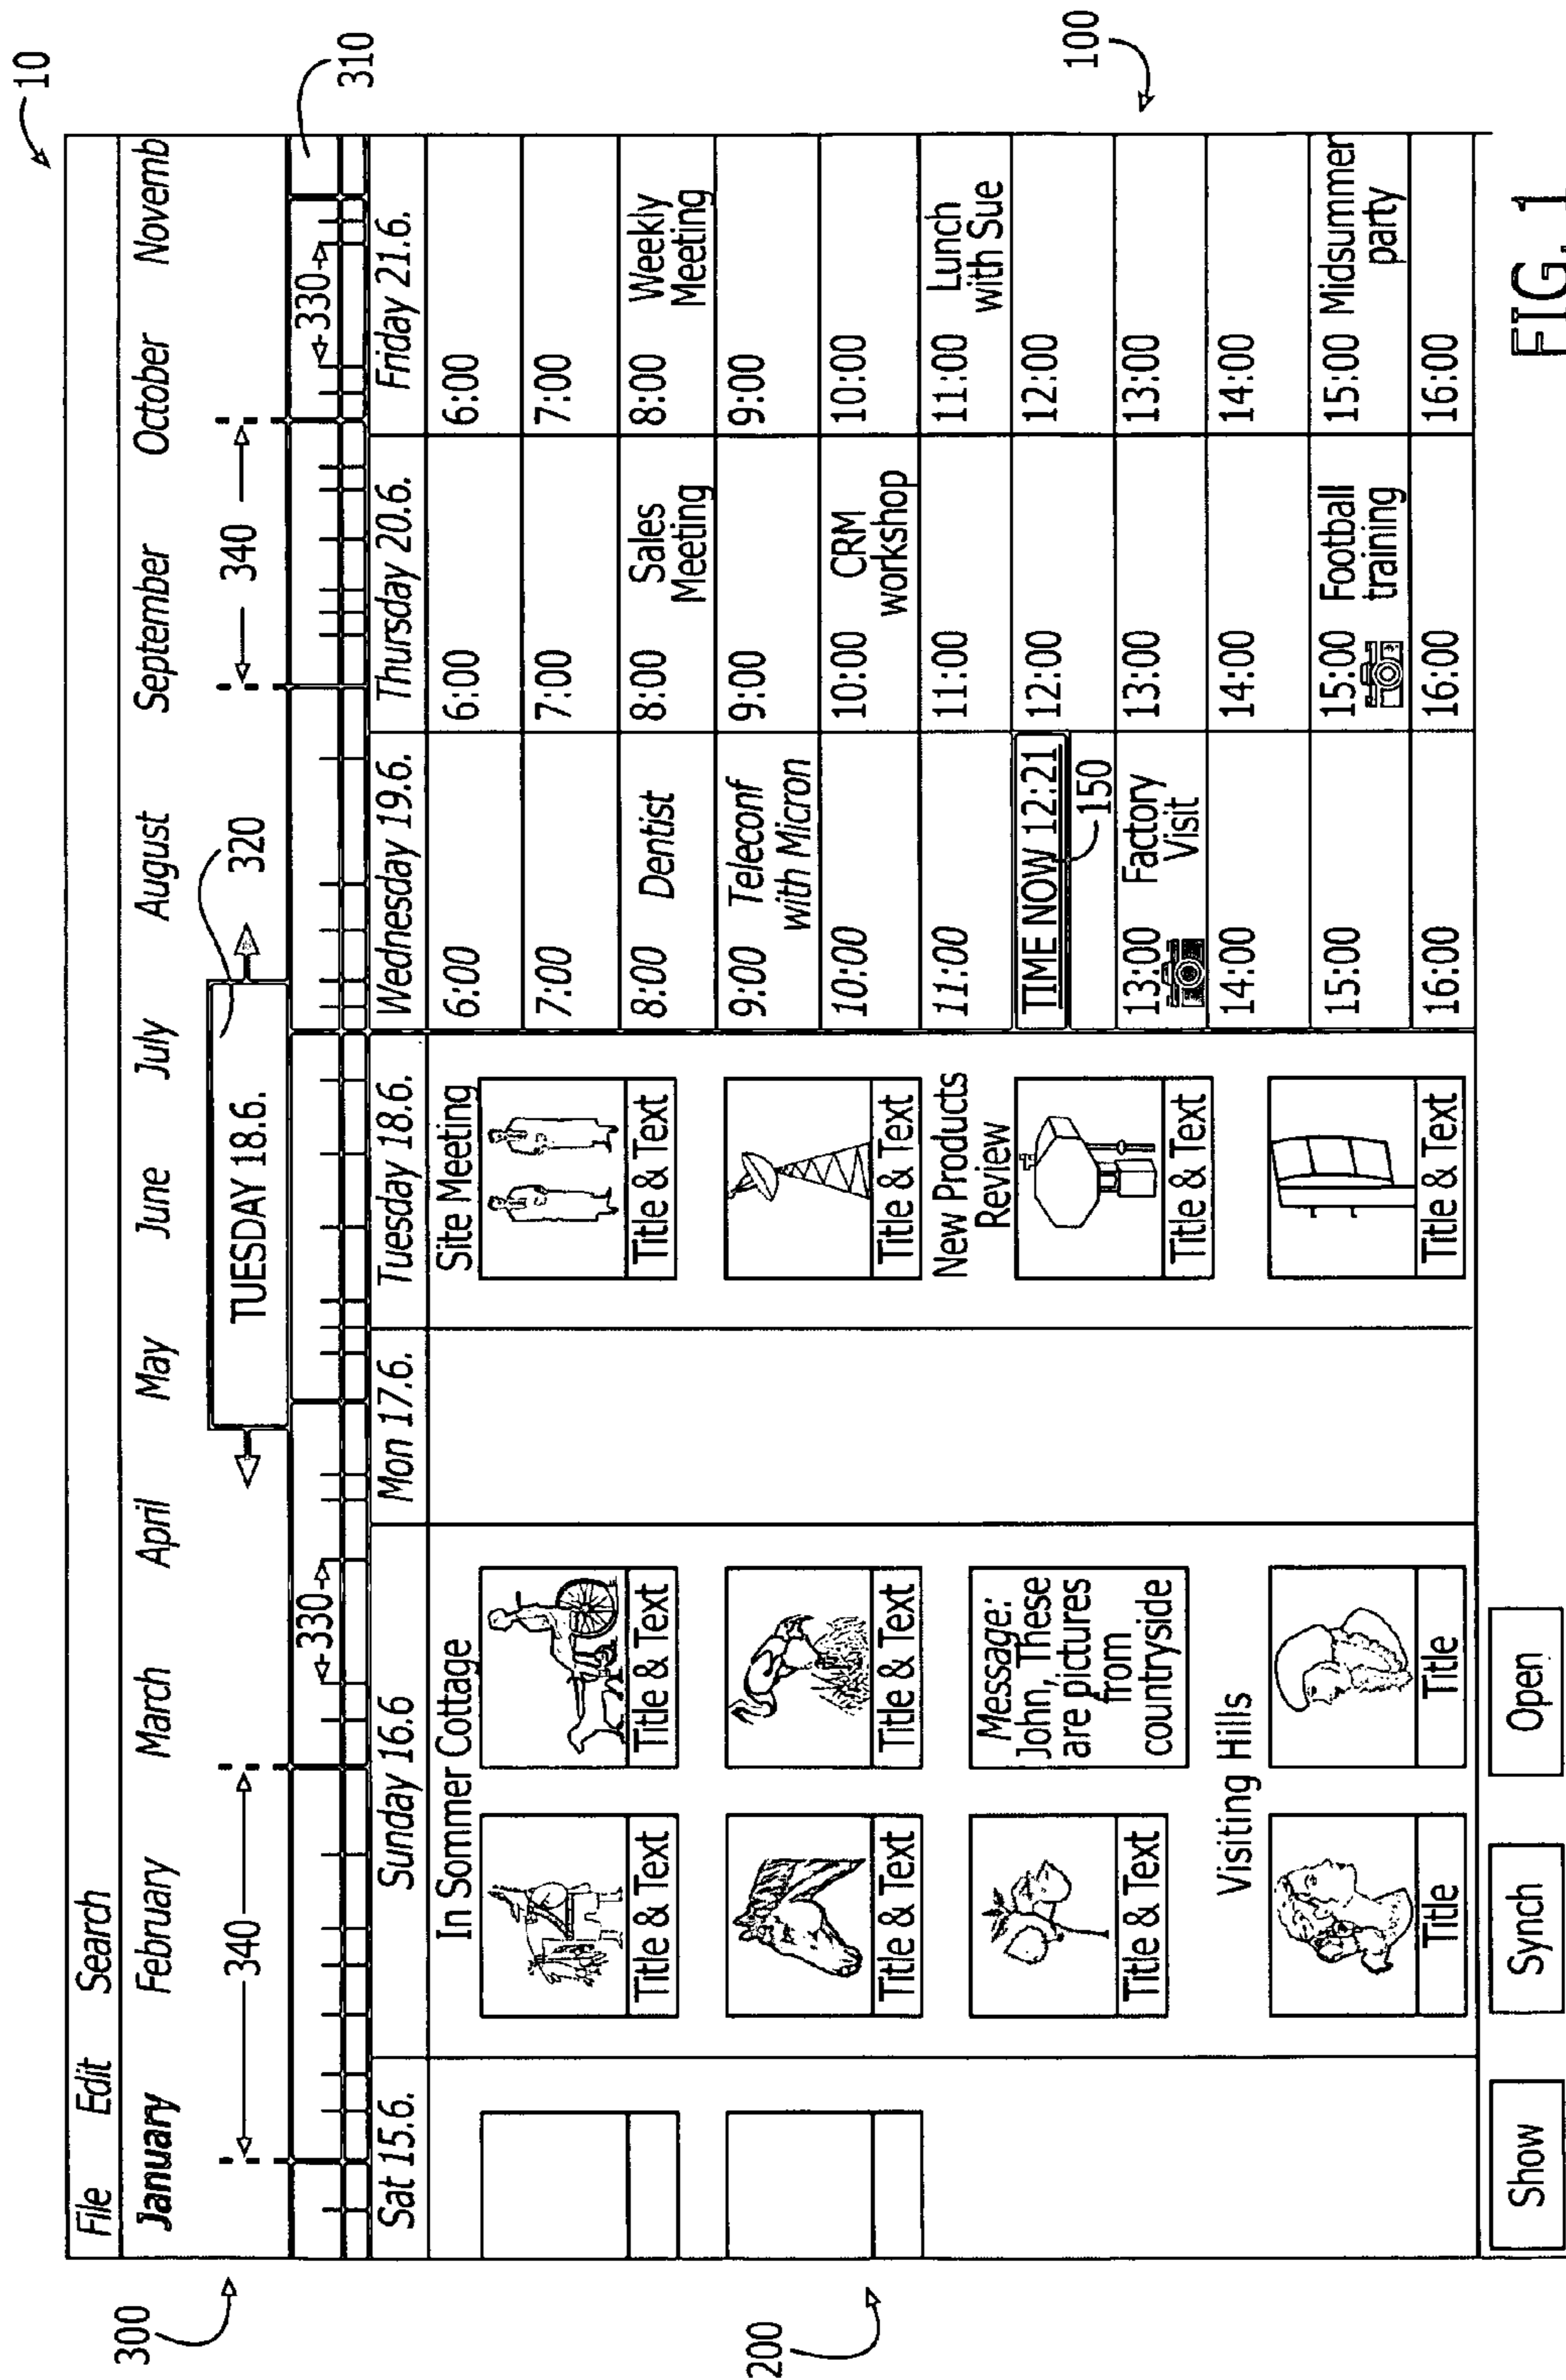 10
300
File Edit Search
January February March April May June July August September October Novemb
340
330
TUESDAY 18.6.
320
340
330
310
Sat 15.6.
Sunday 16.6
In Sommer Cottage
Title & Text
Title & Text
Title & Text
Title & Text
Title & Text
Message:
John, These
are pictures
from
countryside
Visiting Hills
Title
Title
Mon 17.6.
Tuesday 18.6.
Site Meeting
Title & Text
Title & Text
New Products
Review
Title & Text
Title & Text
Wednesday 19.6.
6:00
7:00
8:00 Dentist
9:00 Teleconf
with Micron
10:00
11:00
TIME NOW 12:21
150
13:00 Factory
Visit
14:00
15:00
16:00
Thursday 20.6.
6:00
7:00
8:00 Sales
Meeting
9:00
10:00 CRM
workshop
11:00
12:00
13:00
14:00
15:00 Football
training
16:00
Friday 21.6.
6:00
7:00
8:00 Weekly
Meeting
9:00
10:00
11:00 Lunch
with Sue
12:00
13:00
14:00
15:00 Midsummer
party
16:00
200
100
Show Synch Open
FIG. 1